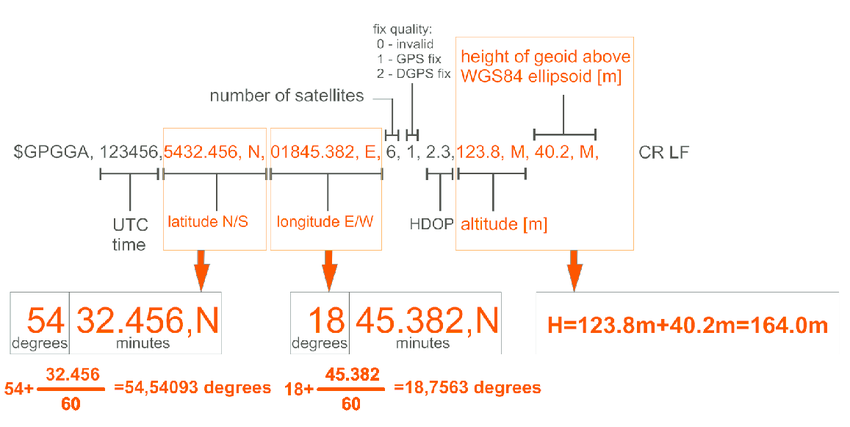 fix quality:
0 - invalid
1 - GPS fix
2 - DGPS fix
height of geoid above
WGS84 ellipsoid [m]
number of satellites
$GPGGA, 123456,5432.456, N, 01845.382, E, 6, 1, 2.3,123.8, M, 40.2, M, CR LF
UTC
time
latitude N/S
longitude E/W
HDOP
altitude [m]
54 32.456,N
degrees minutes
18 45.382,N
degrees minutes
H=123.8m+40.2m=164.0m
54+ 32.456 / 60 =54,54093 degrees
18+ 45.382 / 60 =18,7563 degrees